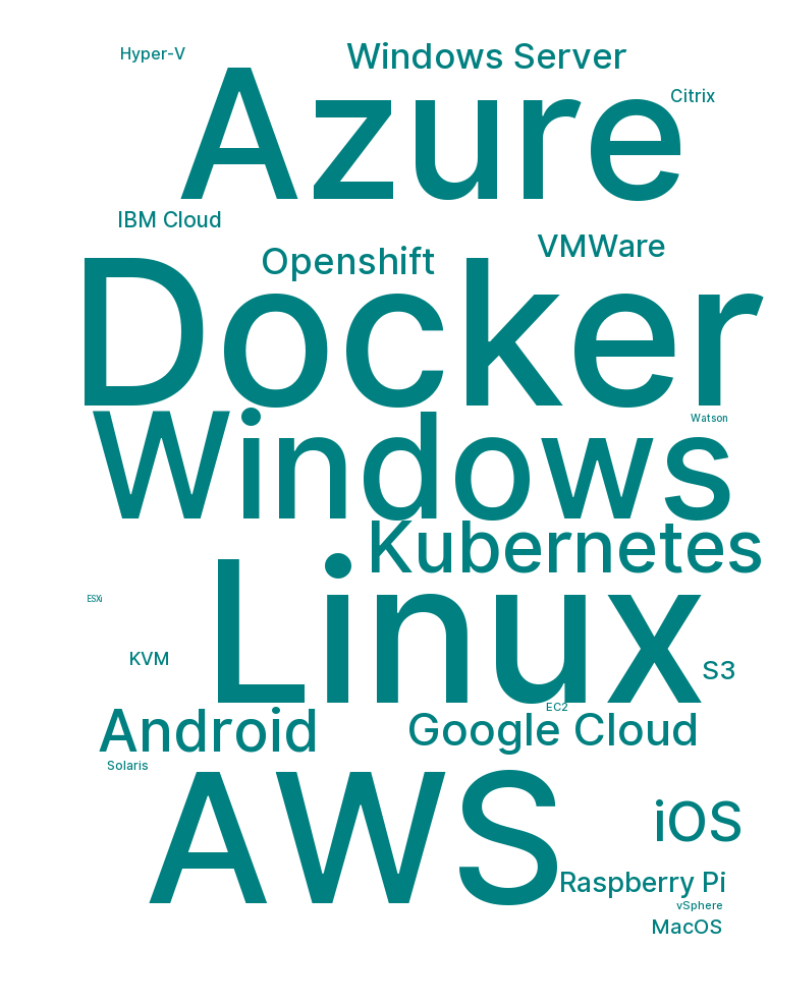 Hyper-V
Windows Server
Azure
Citrix
IBM Cloud
VMWare
Openshift
Docker
Windows
Watson
Kubernetes
Linux
ESXi
KVM
S3
EC2
Android
Google Cloud
Solaris
AWS
iOS
Raspberry Pi
vSphere
MacOS